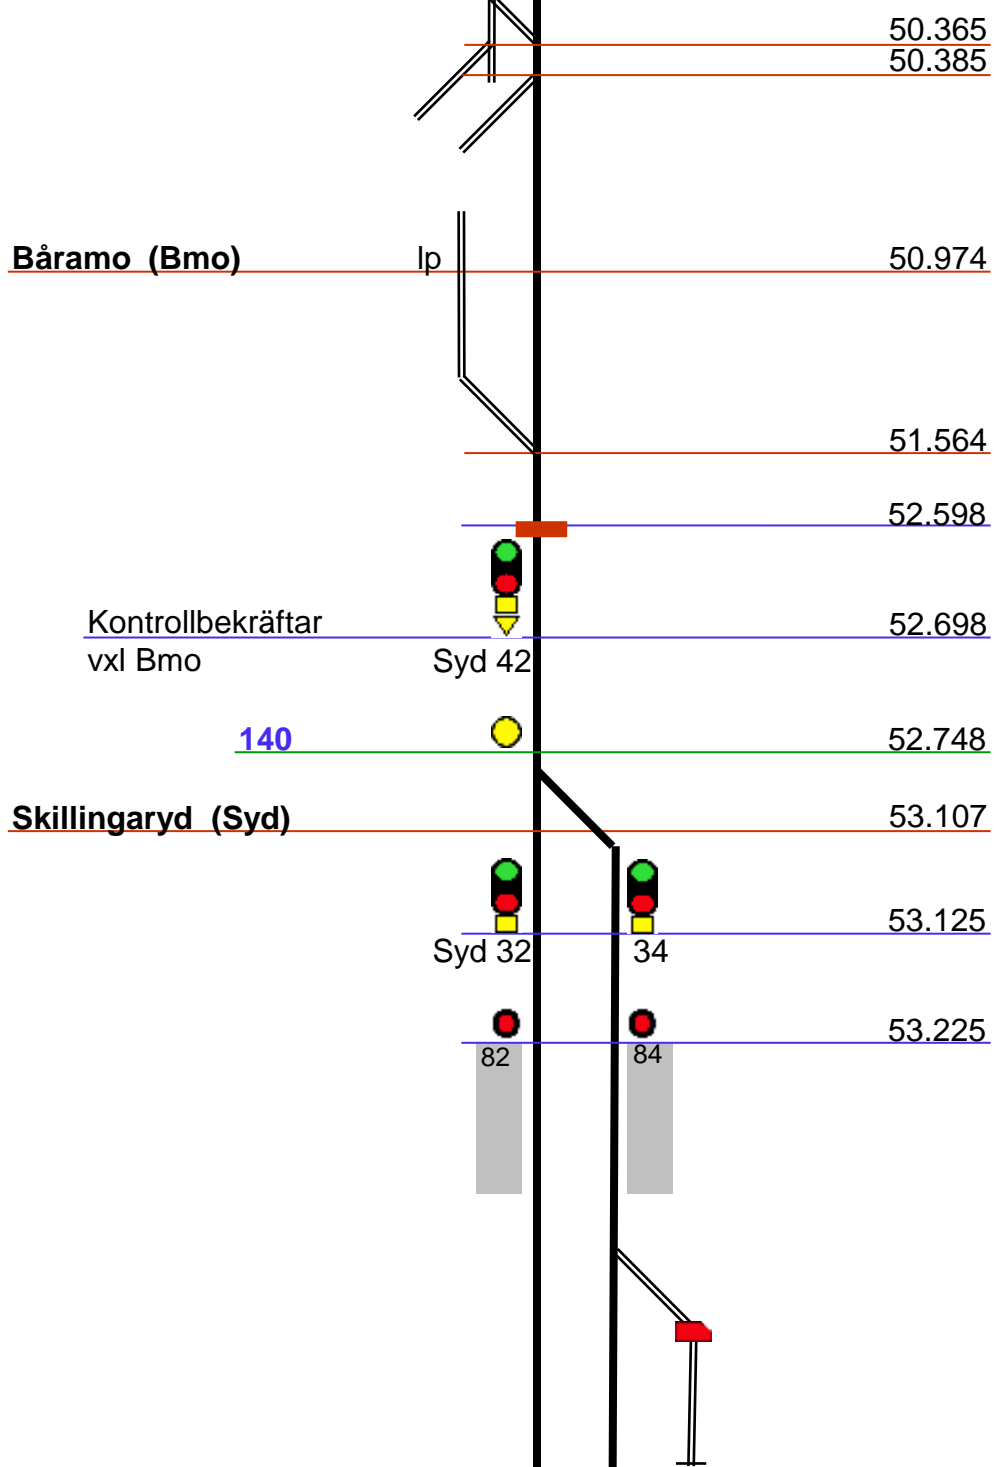 50.365
50.385
Båramo (Bmo) lp 50.974
51.564
52.598
Kontrollbekräftar 52.698
vxl Bmo Syd 42
140 52.748
Skillingaryd (Syd) 53.107
53.125
Syd 32 34
53.225
82 84